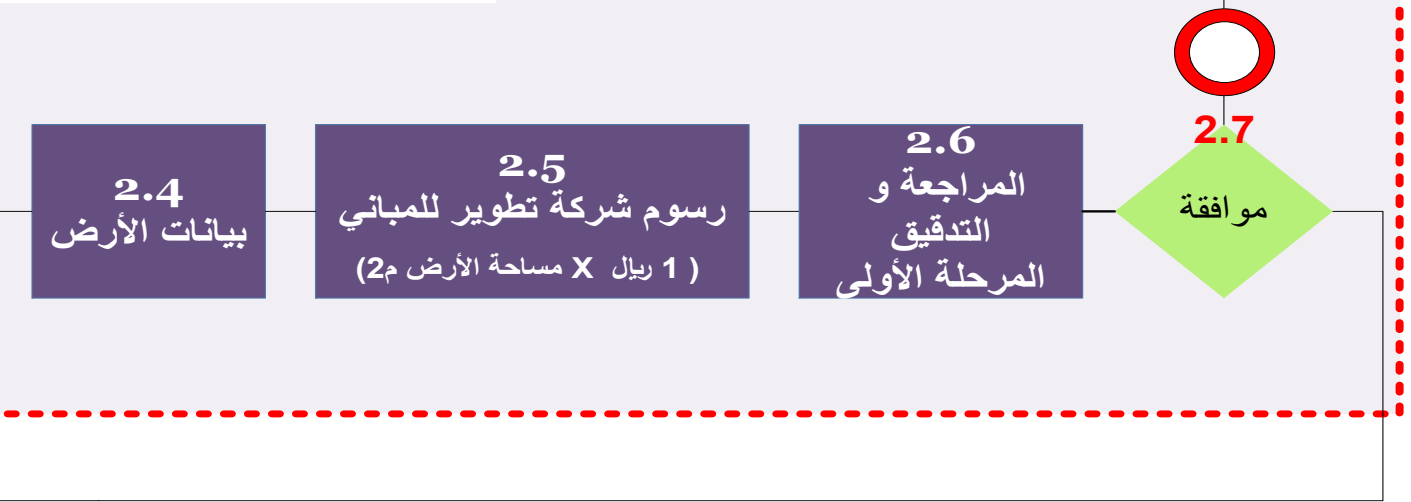 2.4
بيانات الأرض
2.5
رسوم شركة تطوير للمباني
( 1 ريال X مساحة الأرض م2)
2.6
المراجعة و
التدقيق
المرحلة الأولى
2.7
موافقة